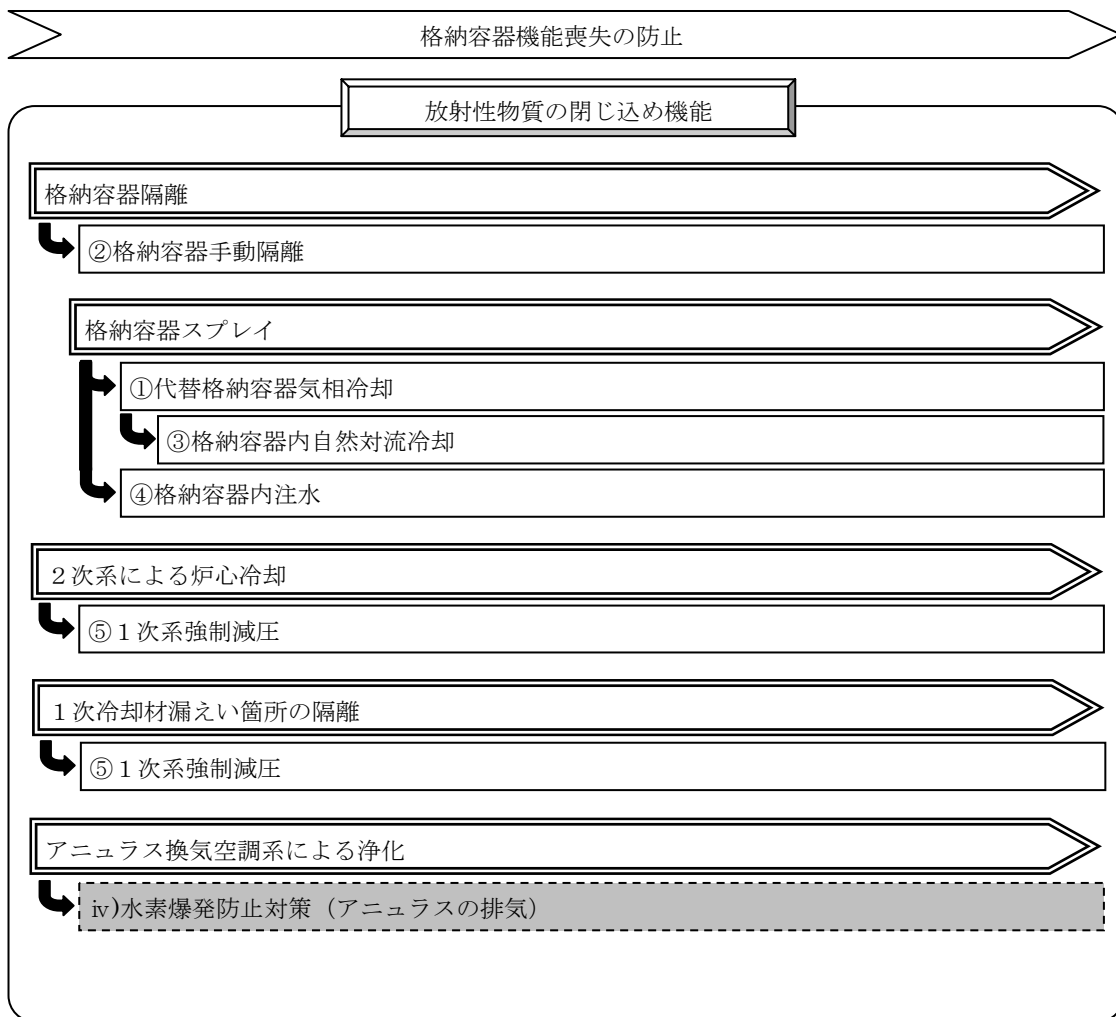 格納容器機能喪失の防止
放射性物質の閉じ込め機能
格納容器隔離
②格納容器手動隔離
格納容器スプレイ
①代替格納容器気相冷却
③格納容器内自然対流冷却
④格納容器内注水
２次系による炉心冷却
⑤１次系強制減圧
１次冷却材漏えい箇所の隔離
⑤１次系強制減圧
アニュラス換気空調系による浄化
ⅳ)水素爆発防止対策（アニュラスの排気）